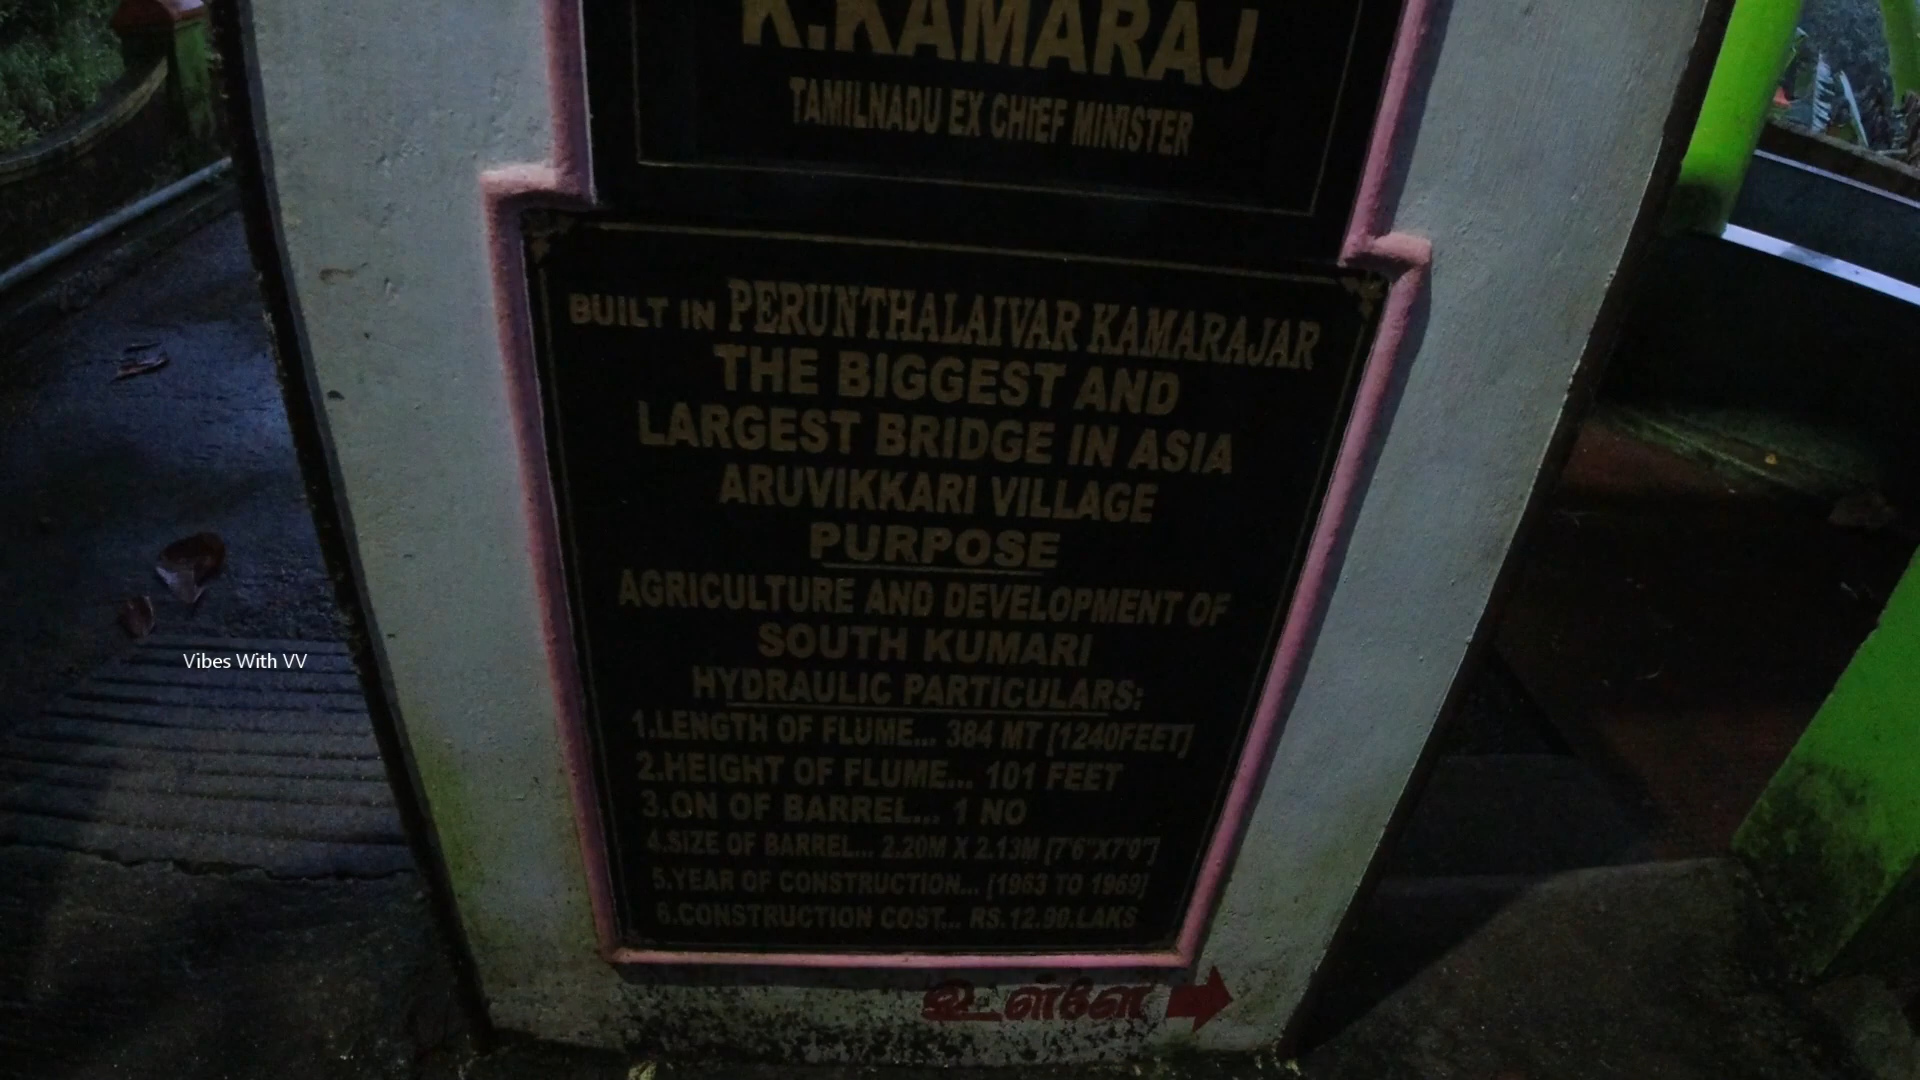 K.KAMARAJ
TAMILNADU EX CHIEF MINISTER
BUILT IN PERUNTHALAIVAR KAMARAJAR
THE BIGGEST AND
LARGEST BRIDGE IN ASIA
ARUVIKKARI VILLAGE
PURPOSE
AGRICULTURE AND DEVELOPMENT OF
SOUTH KUMARI
HYDRAULIC PARTICULARS:
1.LENGTH OF FLUME... 384 MT [1240FEET]
2.HEIGHT OF FLUME... 101 FEET
3.ON OF BARREL... 1 NO
4.SIZE OF BARREL... 2.20M X 2.13M [7'6"X7'0"]
5.YEAR OF CONSTRUCTION... [1963 TO 1969]
6.CONSTRUCTION COST... RS.12.90.LAKS
உள்ளே
Vibes With VV